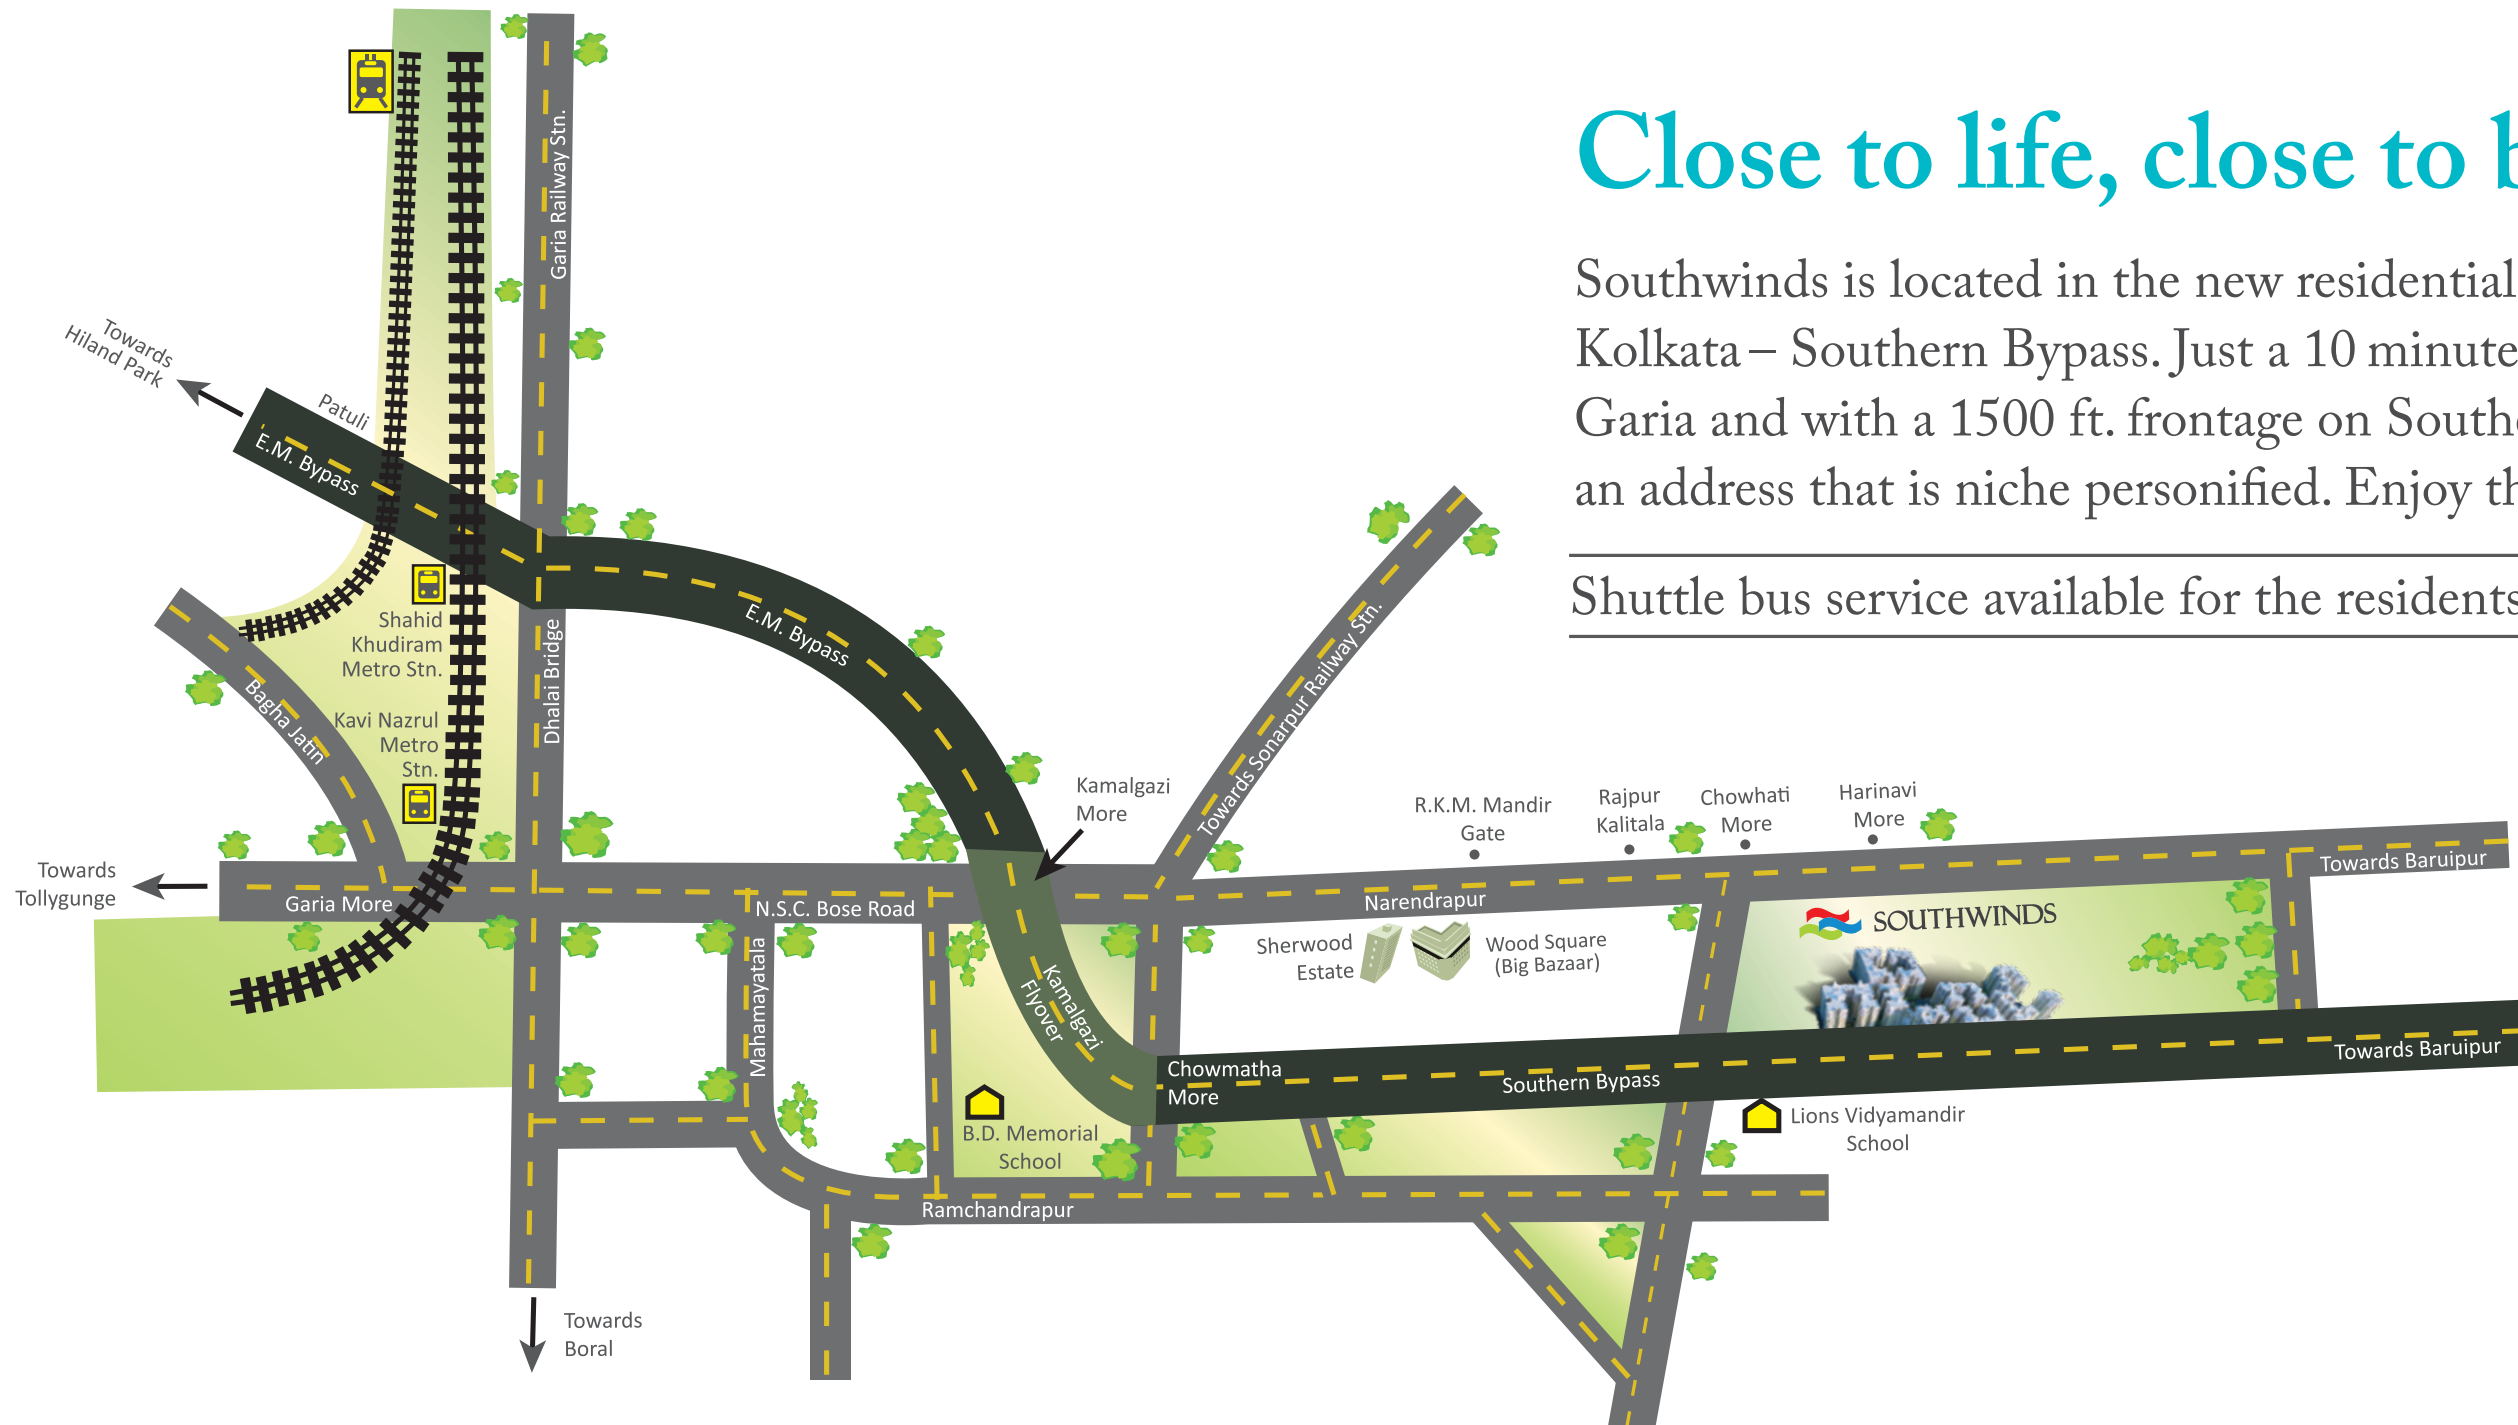 Close to life, close to
Southwinds is located in the new residential
Kolkata – Southern Bypass. Just a 10 minute
Garia and with a 1500 ft. frontage on South
an address that is niche personified. Enjoy th
Shuttle bus service available for the residents
Garia Railway Stn.
Towards
Hiland Park
Patuli
E.M. Bypass
Shahid
Khudiram
Metro Stn.
Kavi Nazrul
Metro
Stn.
Bagha Jatin
Dhalai Bridge
E.M. Bypass
Towards Sonarpur Railway Stn.
Kamalgazi
More
R.K.M. Mandir
Gate
Rajpur
Kalitala
Chowhati
More
Harinavi
More
Towards Baruipur
Towards
Tollygunge
Garia More
N.S.C. Bose Road
Narendrapur
SOUTHWINDS
Sherwood
Estate
Wood Square
(Big Bazaar)
Mahamayatala
Kamalgazi
Flyover
Chowmatha
More
Southern Bypass
Towards Baruipur
B.D. Memorial
School
Lions Vidyamandir
School
Ramchandrapur
Towards
Boral